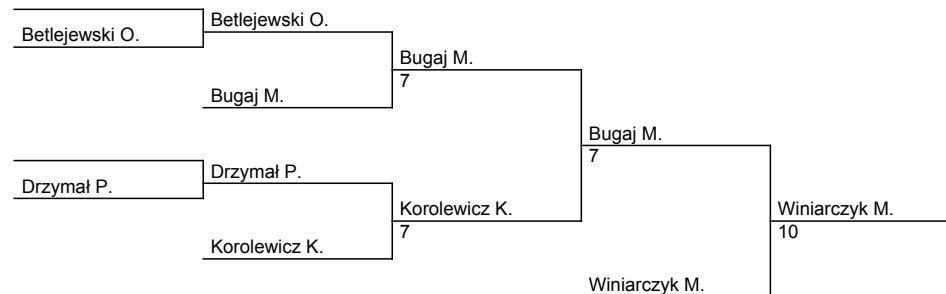 Betlejewski O.
Betlejewski O.
Bugaj M.
7
Bugaj M.
Bugaj M.
7
Drzymał P.
Drzymał P.
Korolewicz K.
7
Winiarczyk M.
10
Korolewicz K.
Winiarczyk M.